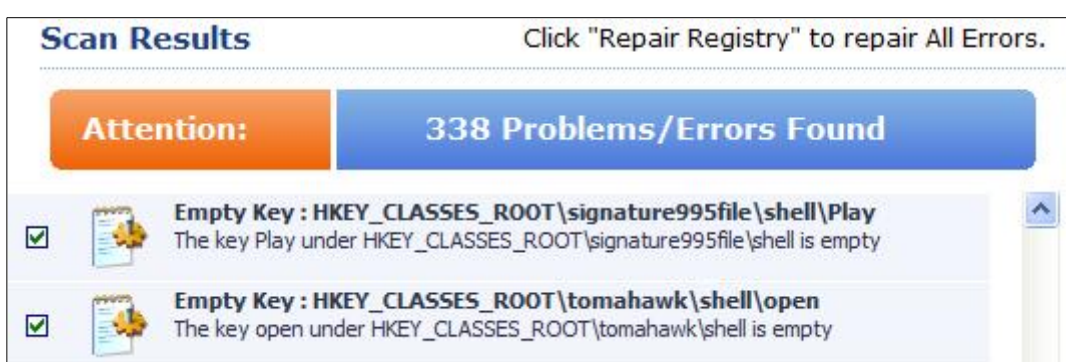 Scan Results
Click "Repair Registry" to repair All Errors.
Attention:
338 Problems/Errors Found
Empty Key : HKEY_CLASSES_ROOT\signature995file\shell\Play
The key Play under HKEY_CLASSES_ROOT\signature995file\shell is empty
Empty Key : HKEY_CLASSES_ROOT\tomahawk\shell\open
The key open under HKEY_CLASSES_ROOT\tomahawk\shell is empty